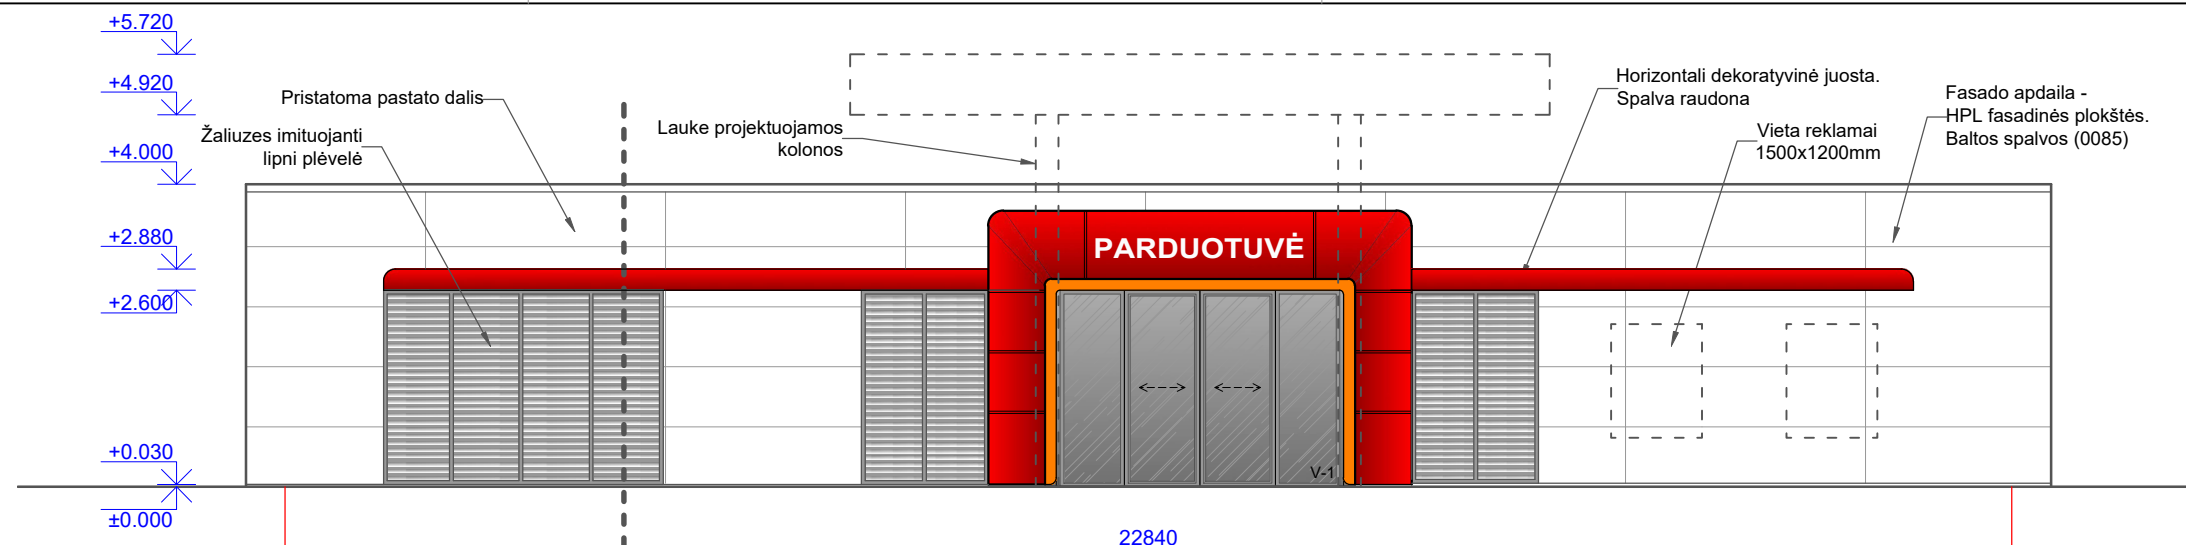 +5.720
+4.920
+4.000
+2.880
+2.600
+0.030
±0.000
Pristatoma pastato dalis
Žaliuzes imituojanti
lipni plėvelė
Lauke projektuojamos
kolonos
Horizontali dekoratyvinė juosta.
Spalva raudona
Vieta reklamai
1500x1200mm
Fasado apdaila -
HPL fasadinės plokštės.
Baltos spalvos (0085)
PARDUOTUVĖ
V-1
22840